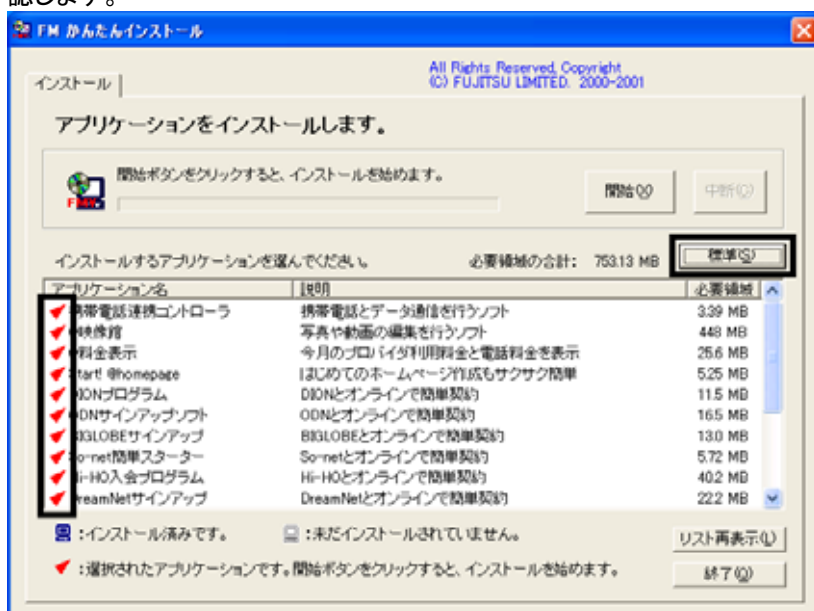 認します。
FM かんたんインストール
インストール
All Rights Reserved, Copyright
(C) FUJITSU LIMITED. 2000-2001
アプリケーションをインストールします。
開始ボタンをクリックすると、インストールを始めます。
開始(X) 中断(C)
インストールするアプリケーションを選んでください。 必要領域の合計: 753.13 MB 標準(S)
アプリケーション名 説明 必要領域
携帯電話連携コントローラ 携帯電話とデータ通信を行うソフト 3.39 MB
映像館 写真や動画の編集を行うソフト 448 MB
料金表示 今月のプロバイダ利用料金と電話料金を表示 25.6 MB
tart! @homepage はじめてのホームページ作成もサクサク簡単 5.25 MB
IONプログラム DIONとオンラインで簡単契約 11.5 MB
DNサインアップソフト ODNとオンラインで簡単契約 16.5 MB
IGLOBEサインアップ BIGLOBEとオンラインで簡単契約 13.0 MB
o-net簡単スターター So-netとオンラインで簡単契約 5.72 MB
i-HO入会プログラム Hi-HOとオンラインで簡単契約 40.2 MB
reamNetサインアップ DreamNetとオンラインで簡単契約 22.2 MB
:インストール済みです。 :未だインストールされていません。
リスト再表示(L)
:選択されたアプリケーションです。開始ボタンをクリックすると、インストールを始めます。
終了(Q)